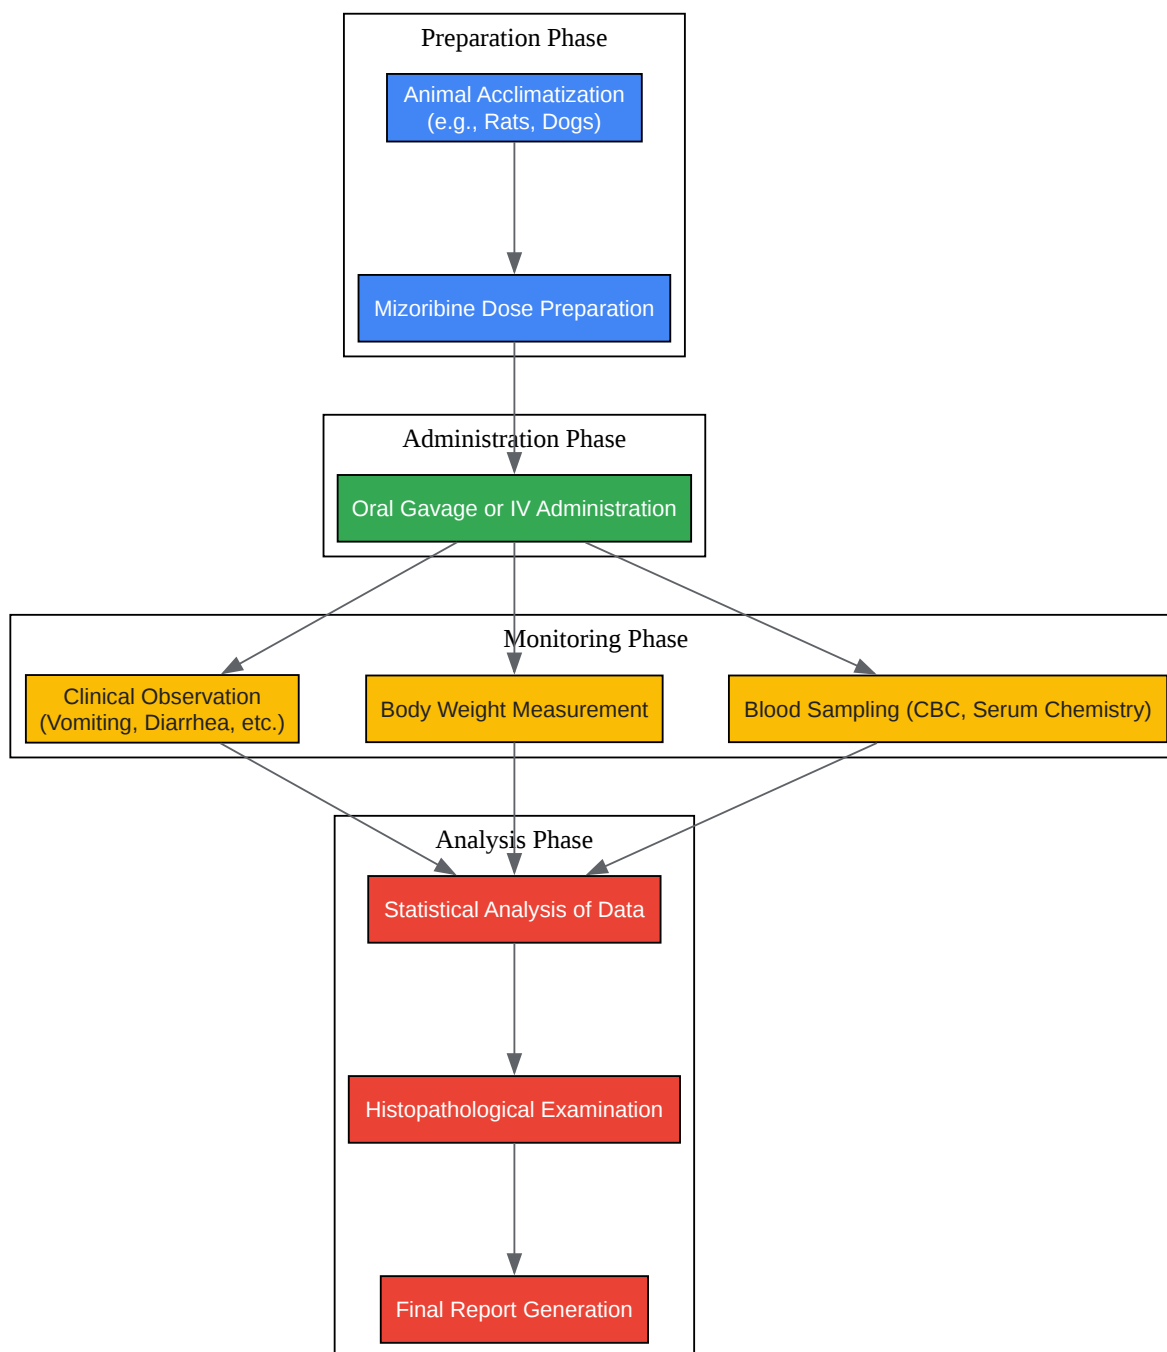 Preparation Phase
Animal Acclimatization
(e.g., Rats, Dogs)
Mizoribine Dose Preparation
Administration Phase
Oral Gavage or IV Administration
Monitoring Phase
Clinical Observation
(Vomiting, Diarrhea, etc.)
Body Weight Measurement
Blood Sampling (CBC, Serum Chemistry)
Analysis Phase
Statistical Analysis of Data
Histopathological Examination
Final Report Generation